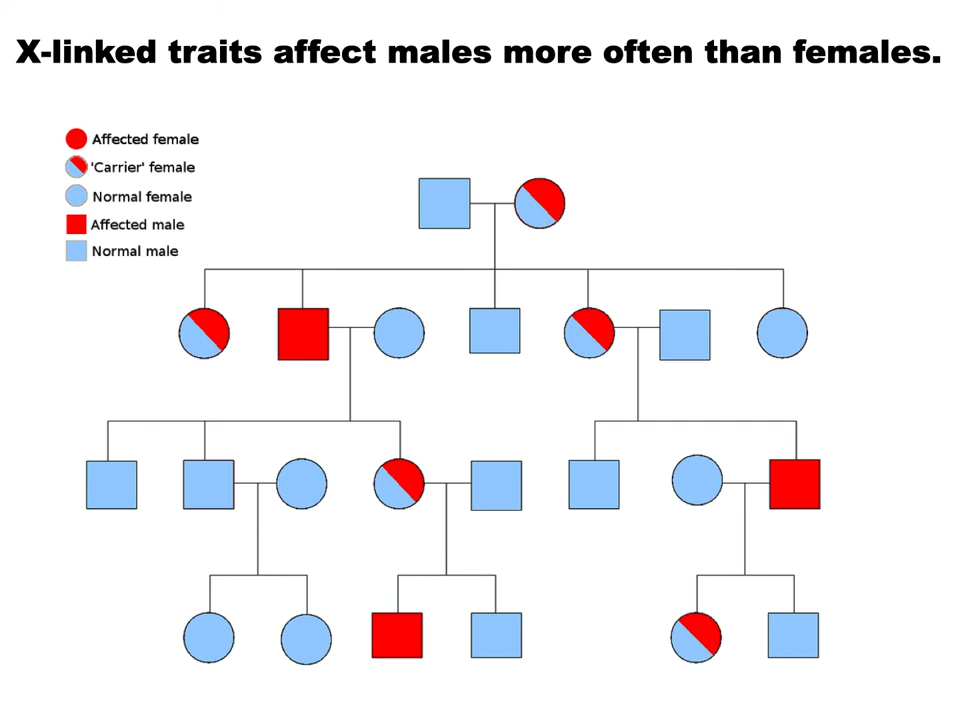 X-linked traits affect males more often than females.
Affected female
'Carrier' female
Normal female
Affected male
Normal male